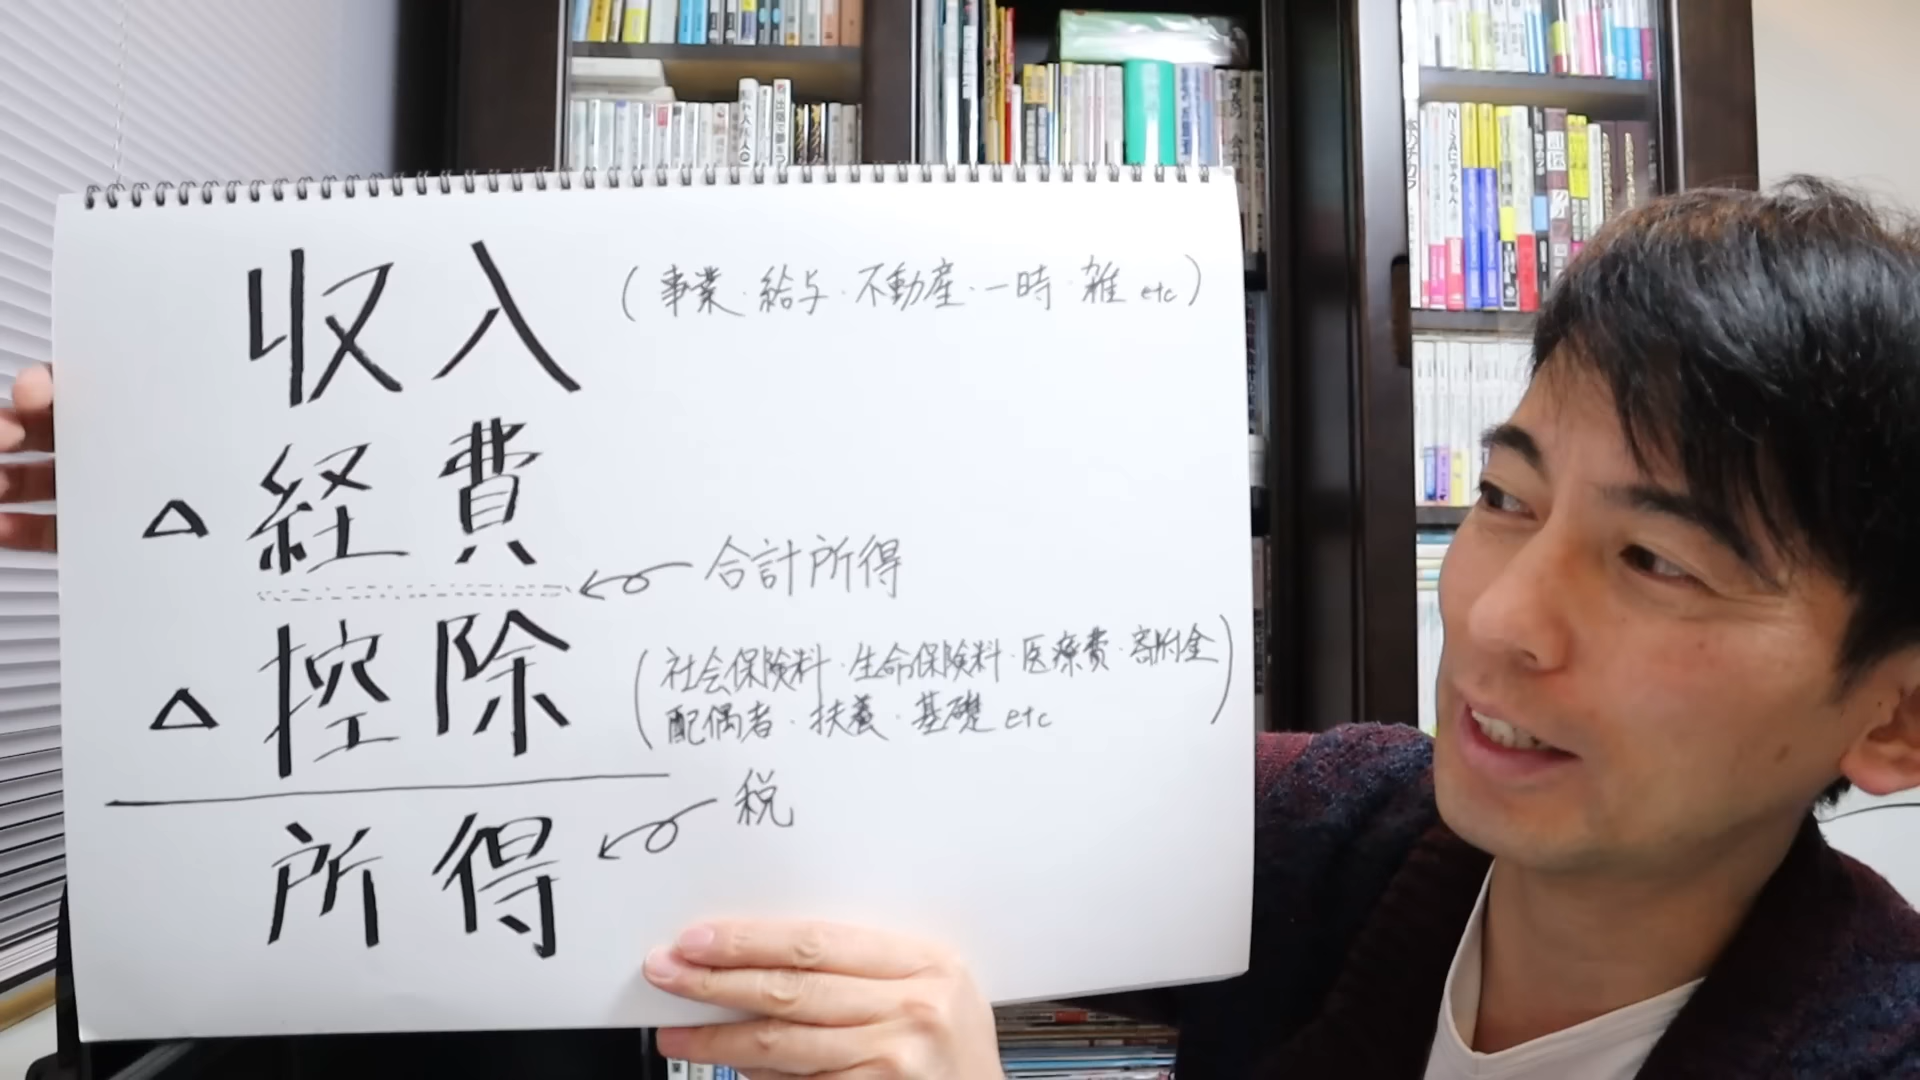 収入 (事業・給与・不動産・一時・雑 etc)
△ 経費
合計所得
△ 控除 (社会保険料・生命保険料・医療費・寄附金
配偶者・扶養・基礎 etc)
税
所得